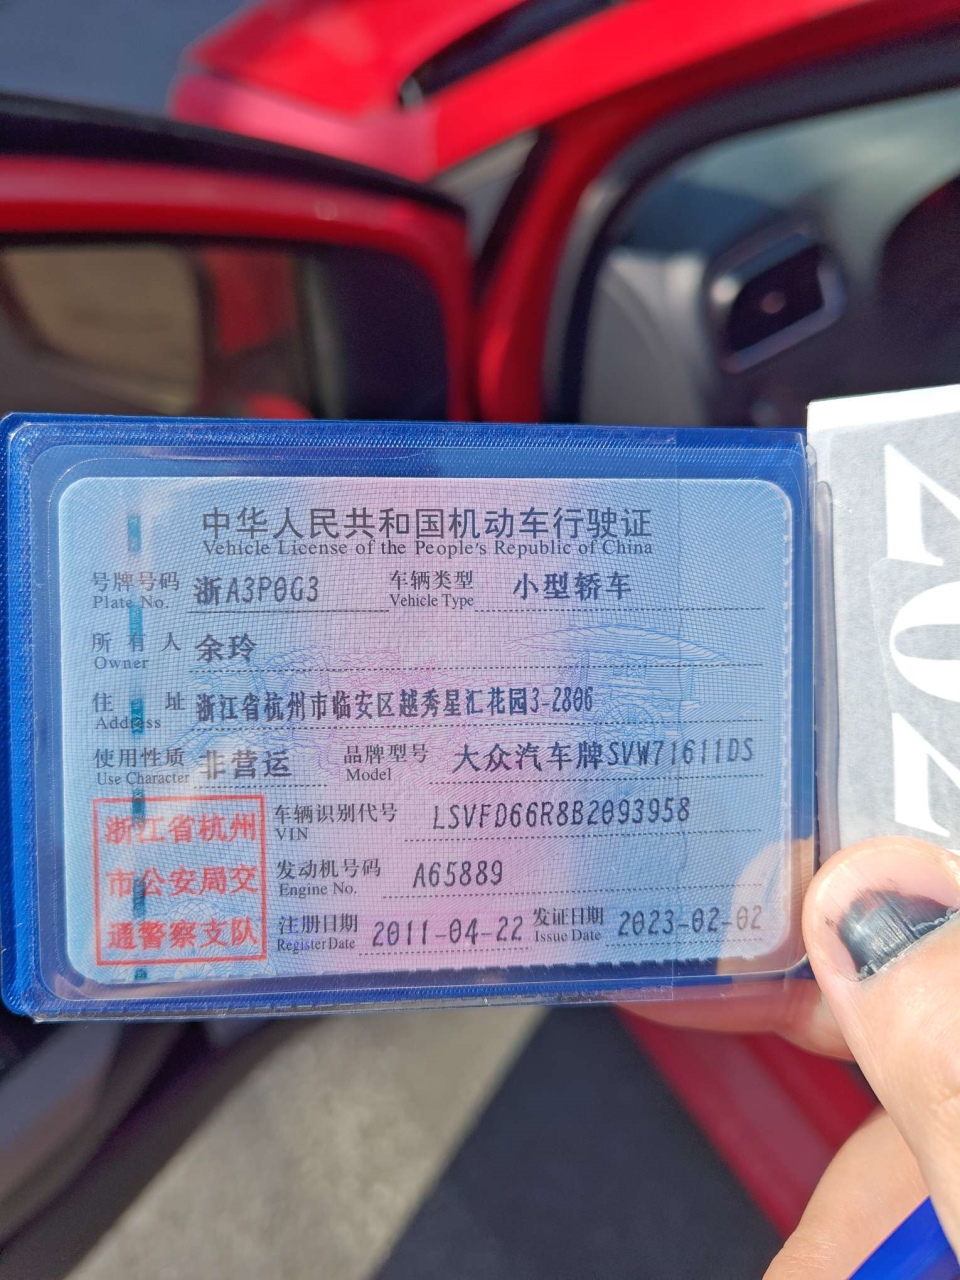 中华人民共和国机动车行驶证
Vehicle License of the People's Republic of China
号牌号码 浙A3P0G3 车辆类型 小型轿车
Plate No. Vehicle Type
所有人 余玲
Owner
住址 浙江省杭州市临安区越秀星汇花园3-2806
Address
使用性质 非营运 品牌型号 大众汽车牌SVW71611DS
Use Character Model
浙江省杭州
市公安局交
通警察支队
车辆识别代号 LSVFD66R8B2093958
VIN
发动机号码 A65889
Engine No.
注册日期 2011-04-22 发证日期 2023-02-02
Register Date Issue Date
202